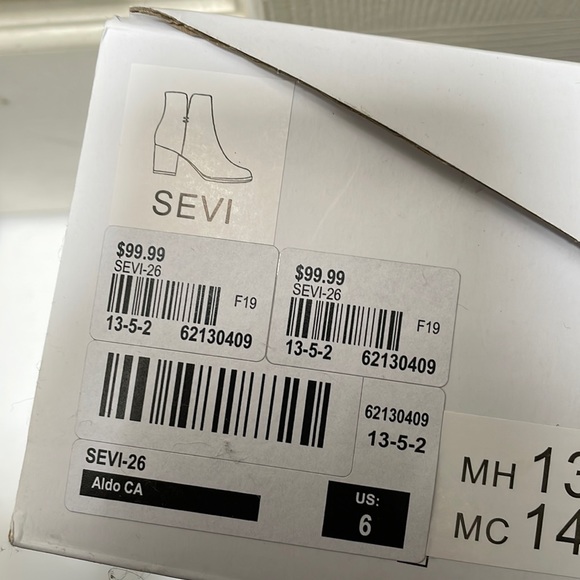 SEVI
$99.99
SEVI-26
F19
13-5-2 62130409
$99.99
SEVI-26
F19
13-5-2 62130409
62130409
13-5-2
SEVI-26
Aldo CA
US:
6
MH 13
MC 14